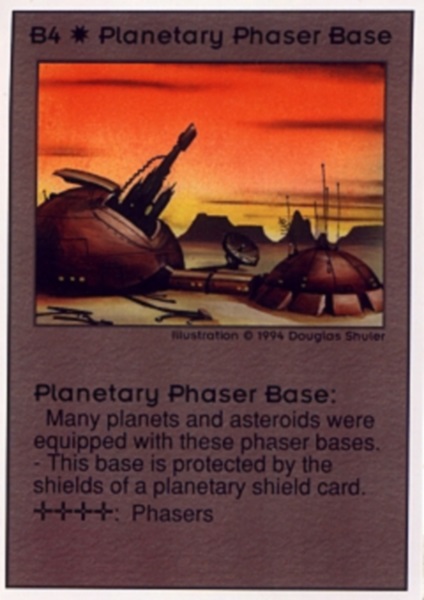 B4 ✷ Planetary Phaser Base
Illustration © 1994 Douglas Shuler
Planetary Phaser Base:
Many planets and asteroids were
equipped with these phaser bases.
- This base is protected by the
shields of a planetary shield card.
✛✛✛✛: Phasers